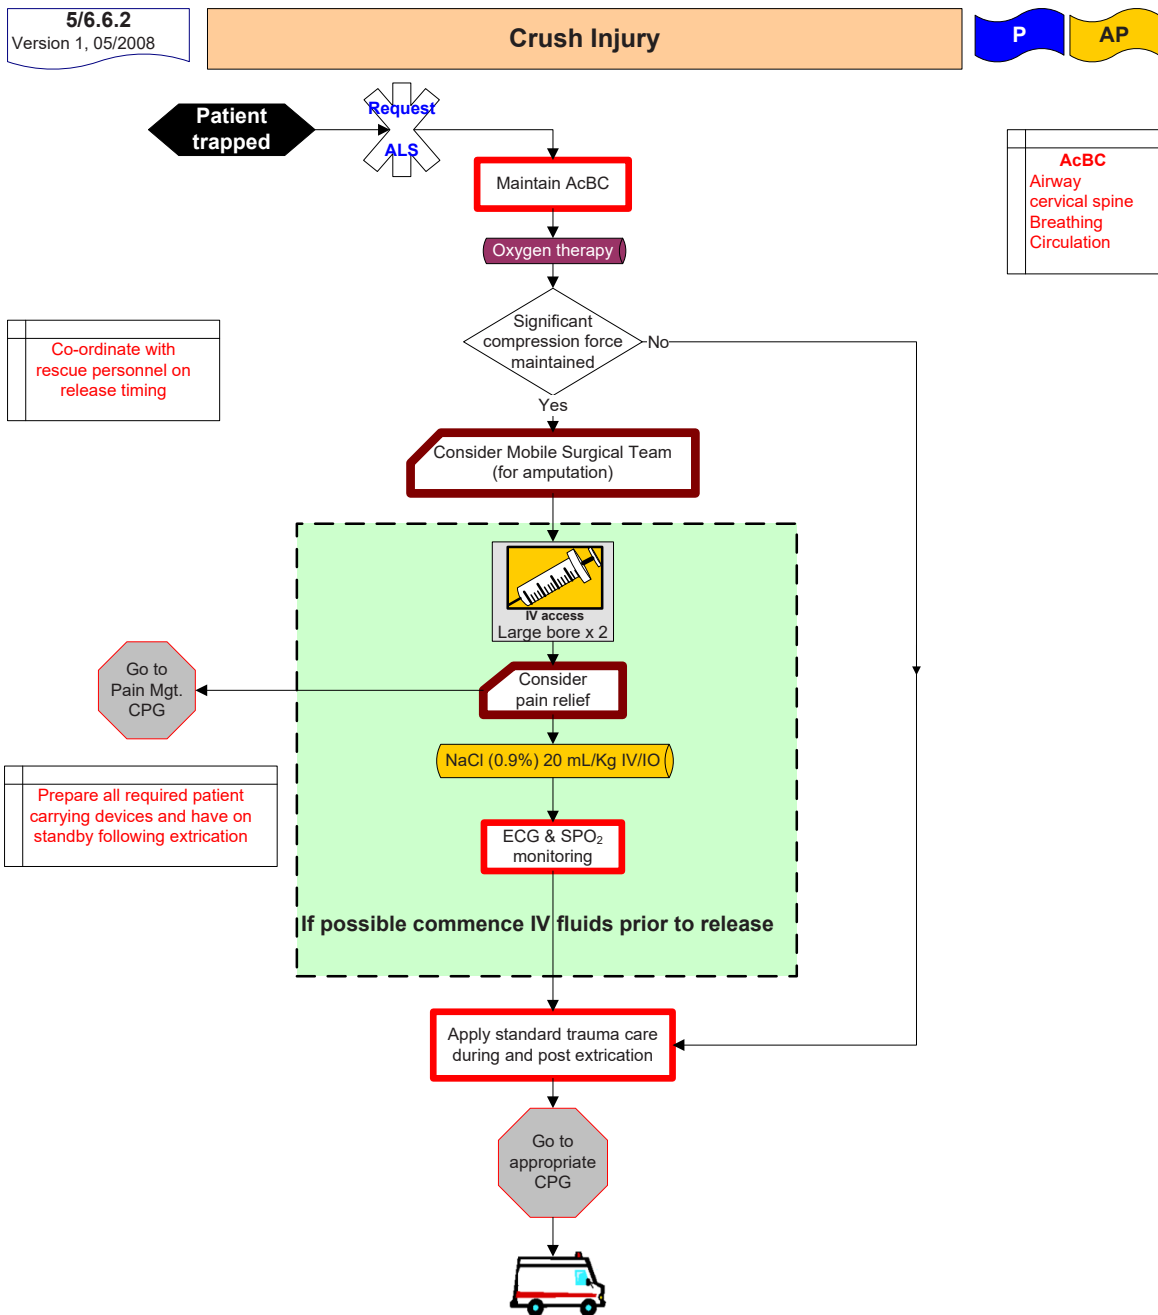 5/6.6.2
Version 1, 05/2008
Crush Injury
P
AP
Patient
trapped
Request
ALS
Maintain AcBC
AcBC
Airway
cervical spine
Breathing
Circulation
Oxygen therapy
Significant
compression force
maintained
No
Yes
Co-ordinate with
rescue personnel on
release timing
Consider Mobile Surgical Team
(for amputation)
IV access
Large bore x 2
Consider
pain relief
Go to
Pain Mgt.
CPG
NaCl (0.9%) 20 mL/Kg IV/IO
Prepare all required patient
carrying devices and have on
standby following extrication
ECG & SPO₂
monitoring
If possible commence IV fluids prior to release
Apply standard trauma care
during and post extrication
Go to
appropriate
CPG